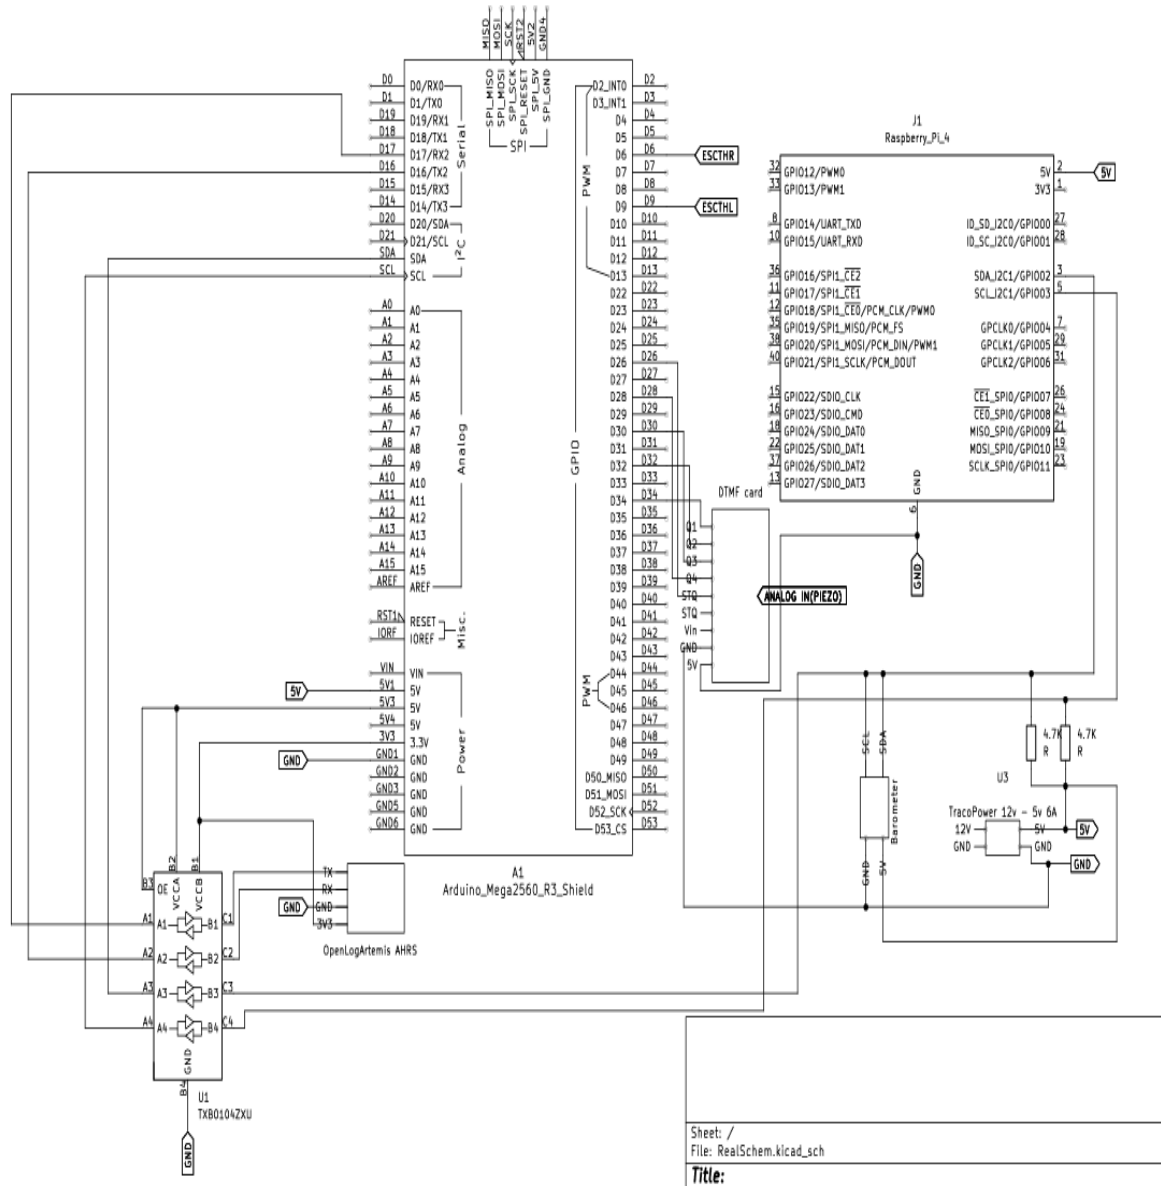 MISO
MOSI
SCK
RST2
5V2
GND4
SPI_MISO
SPI_MOSI
SPI_SCK
SPI_RESET
SPI_5V
SPI_GND
SPI
D0
D1
D19
D18
D17
D16
D15
D14
D20
D21
SDA
SCL
D0/RX0
D1/TX0
D19/RX1
D18/TX1
D17/RX2
D16/TX2
D15/RX3
D14/TX3
D20/SDA
D21/SCL
SDA
SCL
Serial
I²C
A0
A1
A2
A3
A4
A5
A6
A7
A8
A9
A10
A11
A12
A13
A14
A15
AREF
A0
A1
A2
A3
A4
A5
A6
A7
A8
A9
A10
A11
A12
A13
A14
A15
AREF
Analog
RST1
IORF
RESET
IOREF
Misc.
VIN
5V1
5V3
5V4
3V3
GND1
GND2
GND3
GND5
GND6
VIN
5V
5V
5V
3.3V
GND
GND
GND
GND
GND
Power
5V
GND
D2_INT0
D3_INT1
D4
D5
D6
D7
D8
D9
D10
D11
D12
D13
D22
D23
D24
D25
D26
D27
D28
D29
D30
D31
D32
D33
D34
D35
D36
D37
D38
D39
D40
D41
D42
D43
D44
D45
D46
D47
D48
D49
D50_MISO
D51_MOSI
D52_SCK
D53_CS
PWM
GPIO
PWM
D2
D3
D4
D5
D6
D7
D8
D9
D10
D11
D12
D13
D22
D23
D24
D25
D26
D27
D28
D29
D30
D31
D32
D33
D34
D35
D36
D37
D38
D39
D40
D41
D42
D43
D44
D45
D46
D47
D48
D49
D50
D51
D52
D53
ESCTHR
ESCTHL
A1
Arduino_Mega2560_R3_Shield
J1
Raspberry_Pi_4
32 GPIO12/PWM0
33 GPIO13/PWM1
8 GPIO14/UART_TXD
10 GPIO15/UART_RXD
36 GPIO16/SPI1_CE2
11 GPIO17/SPI1_CE1
12 GPIO18/SPI1_CE0/PCM_CLK/PWM0
35 GPIO19/SPI1_MISO/PCM_FS
38 GPIO20/SPI1_MOSI/PCM_DIN/PWM1
40 GPIO21/SPI1_SCLK/PCM_DOUT
15 GPIO22/SDIO_CLK
16 GPIO23/SDIO_CMD
18 GPIO24/SDIO_DAT0
22 GPIO25/SDIO_DAT1
37 GPIO26/SDIO_DAT2
13 GPIO27/SDIO_DAT3
5V 2
5V
3V3 1
ID_SD_I2C0/GPIO00 27
ID_SC_I2C0/GPIO01 28
SDA_I2C1/GPIO02 3
SCL_I2C1/GPIO03 5
GPCLK0/GPIO04 7
GPCLK1/GPIO05 29
GPCLK2/GPIO06 31
CE1_SPI0/GPIO07 26
CE0_SPI0/GPIO08 24
MISO_SPI0/GPIO09 21
MOSI_SPI0/GPIO10 19
SCLK_SPI0/GPIO11 23
GND
6
GND
DTMF card
Q1
Q2
Q3
Q4
STQ
STQ
Vin
GND
5V
ANALOG IN(PIEZO)
SCL
SDA
Barometer
GND
5V
4.7K
R
4.7K
R
U3
TracoPower 12v - 5v 6A
12V
GND
5V
GND
5V
GND
TX
RX
GND
3V3
GND
OpenLogArtemis AHRS
B3
B2
B1
OE
VCCA
VCCB
A1 A1 B1 C1
A2 A2 B2 C2
A3 A3 B3 C3
A4 A4 B4 C4
GND
B4
U1
TXB0104ZXU
GND
Sheet: /
File: RealSchem.kicad_sch
Title: